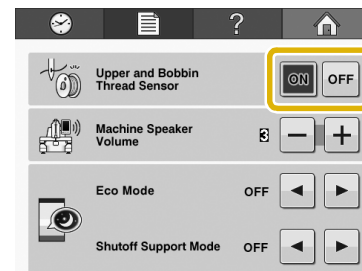 ?
Upper and Bobbin
Thread Sensor
ON OFF
Machine Speaker
Volume
3 − +
Eco Mode OFF
Shutoff Support Mode OFF